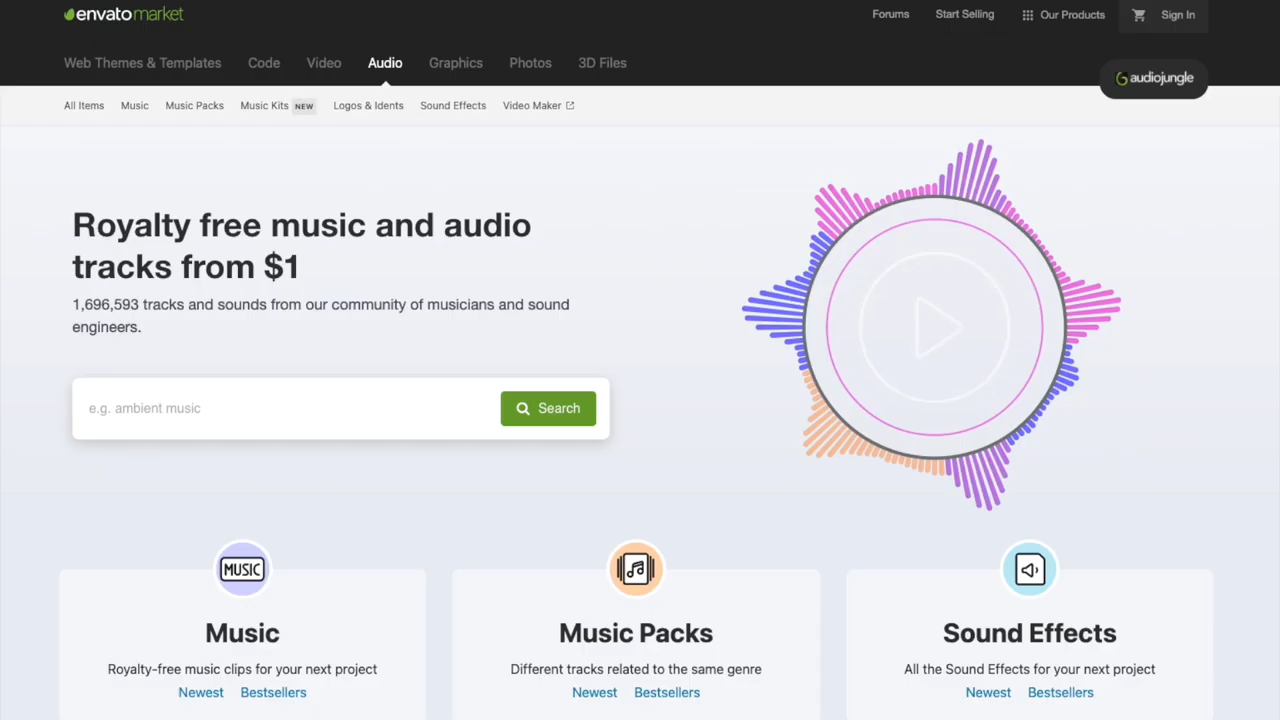 envatomarket
Forums Start Selling Our Products Sign In
Web Themes & Templates Code Video Audio Graphics Photos 3D Files
audiojungle
All Items Music Music Packs Music Kits NEW Logos & Idents Sound Effects Video Maker
Royalty free music and audio
tracks from $1
1,696,593 tracks and sounds from our community of musicians and sound
engineers.
e.g. ambient music Search
MUSIC
Music Music Packs Sound Effects
Royalty-free music clips for your next project Different tracks related to the same genre All the Sound Effects for your next project
Newest Bestsellers Newest Bestsellers Newest Bestsellers